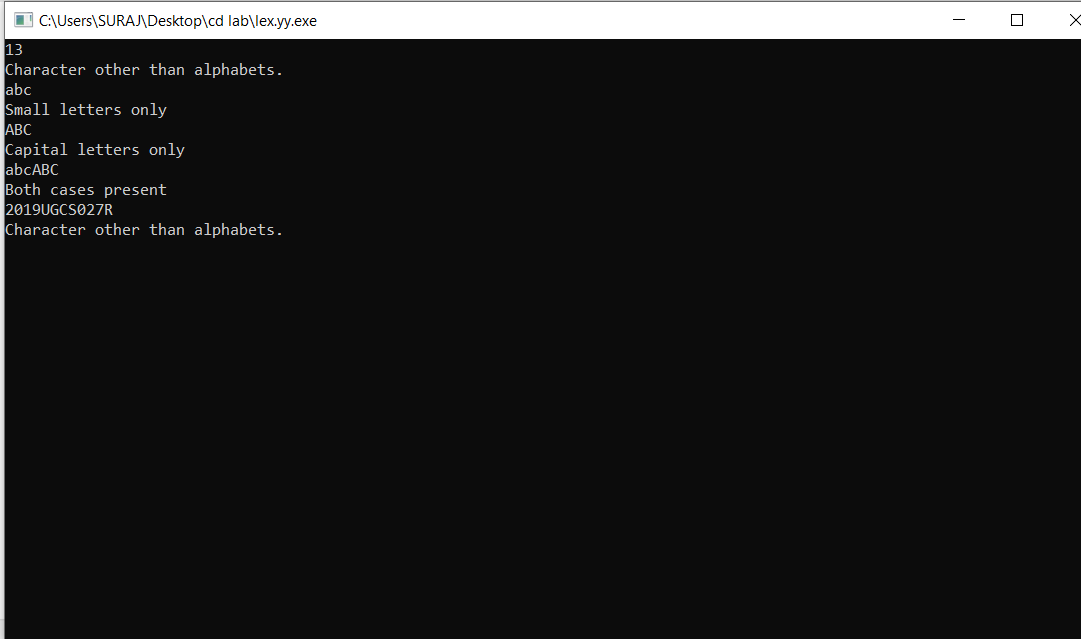 C:\Users\SURAJ\Desktop\cd lab\lex.yy.exe
13
Character other than alphabets.
abc
Small letters only
ABC
Capital letters only
abcABC
Both cases present
2019UGCS027R
Character other than alphabets.